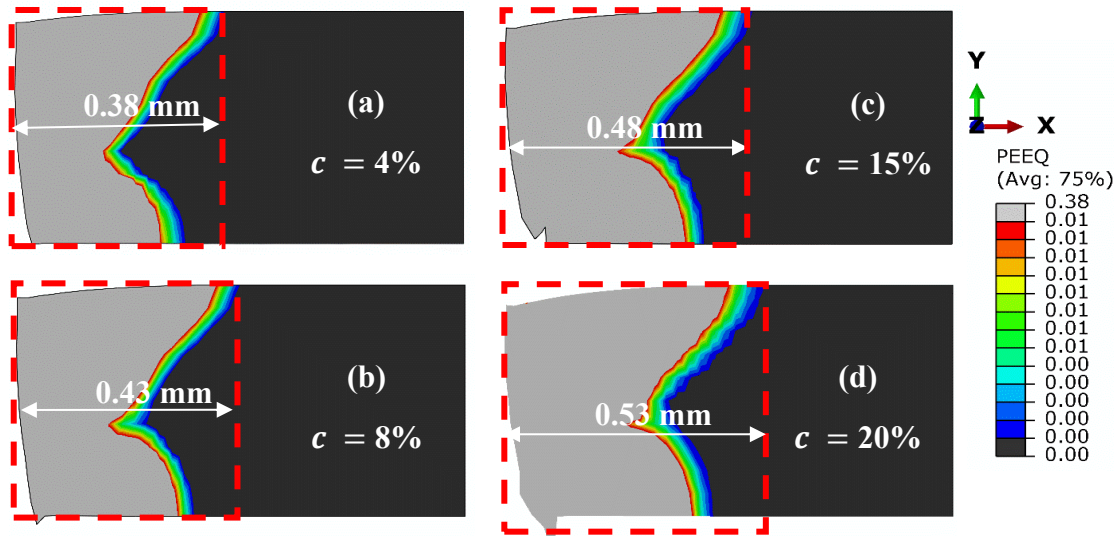 0.38 mm
(a)
c = 4%
0.48 mm
(c)
c = 15%
0.43 mm
(b)
c = 8%
0.53 mm
(d)
c = 20%
Y
Z X
PEEQ
(Avg: 75%)
0.38
0.01
0.01
0.01
0.01
0.01
0.01
0.01
0.00
0.00
0.00
0.00
0.00
0.00